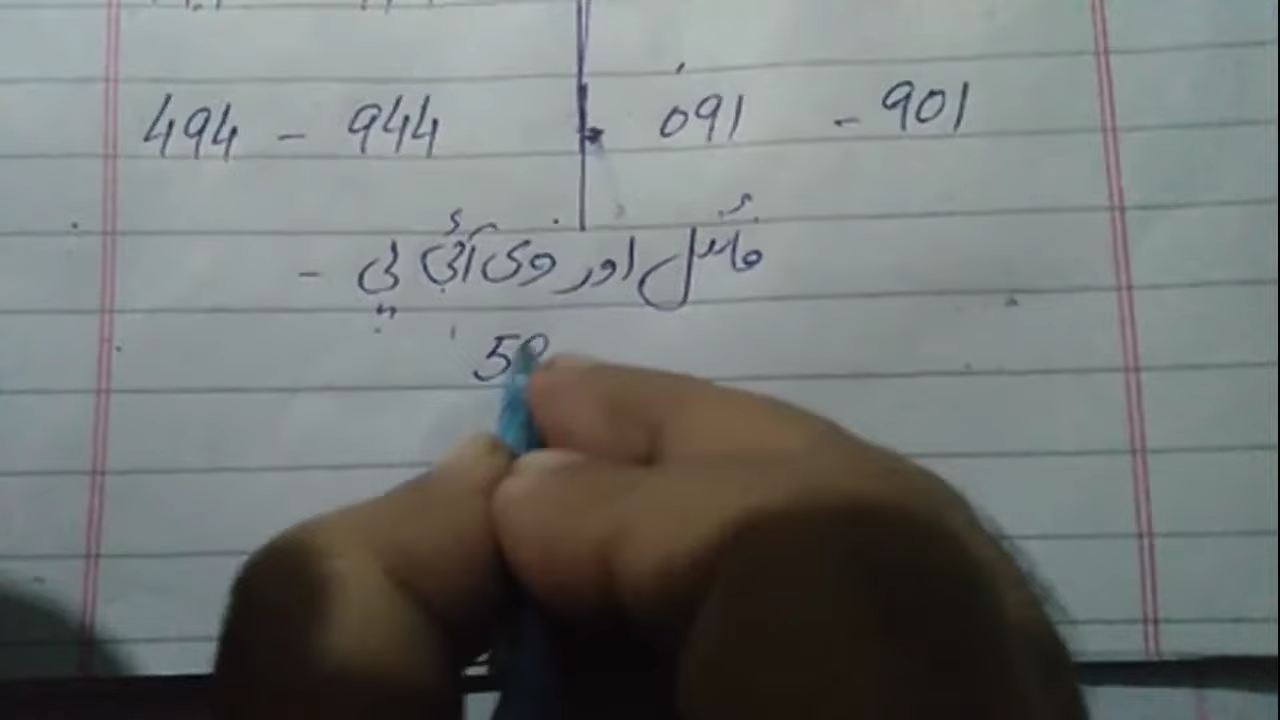 494 - 944 091 - 901
فائنل اور وی آئی پی -
5